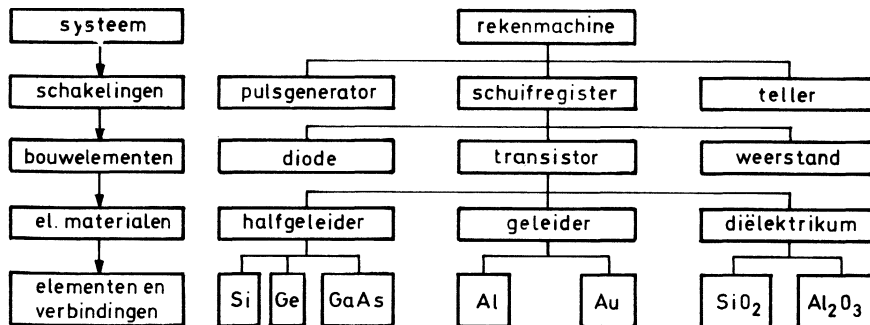 systeem
rekenmachine
schakelingen
pulsgenerator
schuifregister
teller
bouwelementen
diode
transistor
weerstand
el. materialen
halfgeleider
geleider
diëlektrikum
elementen en
verbindingen
Si
Ge
GaAs
Al
Au
SiO₂
Al₂O₃